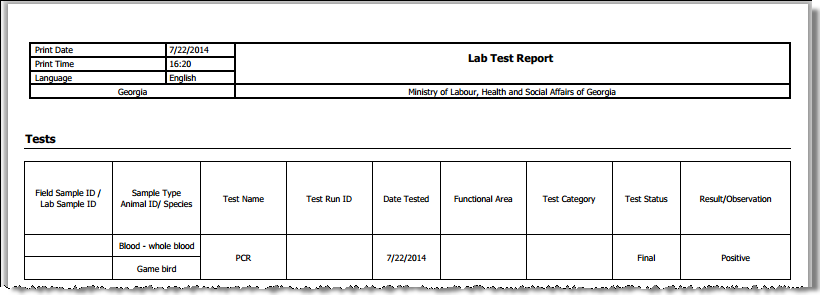 Print Date 7/22/2014
Print Time 16:20
Language English
Lab Test Report
Georgia Ministry of Labour, Health and Social Affairs of Georgia
Tests
Field Sample ID /
Lab Sample ID
Sample Type
Animal ID/ Species
Test Name
Test Run ID
Date Tested
Functional Area
Test Category
Test Status
Result/Observation
Blood - whole blood
Game bird
PCR
7/22/2014
Final
Positive